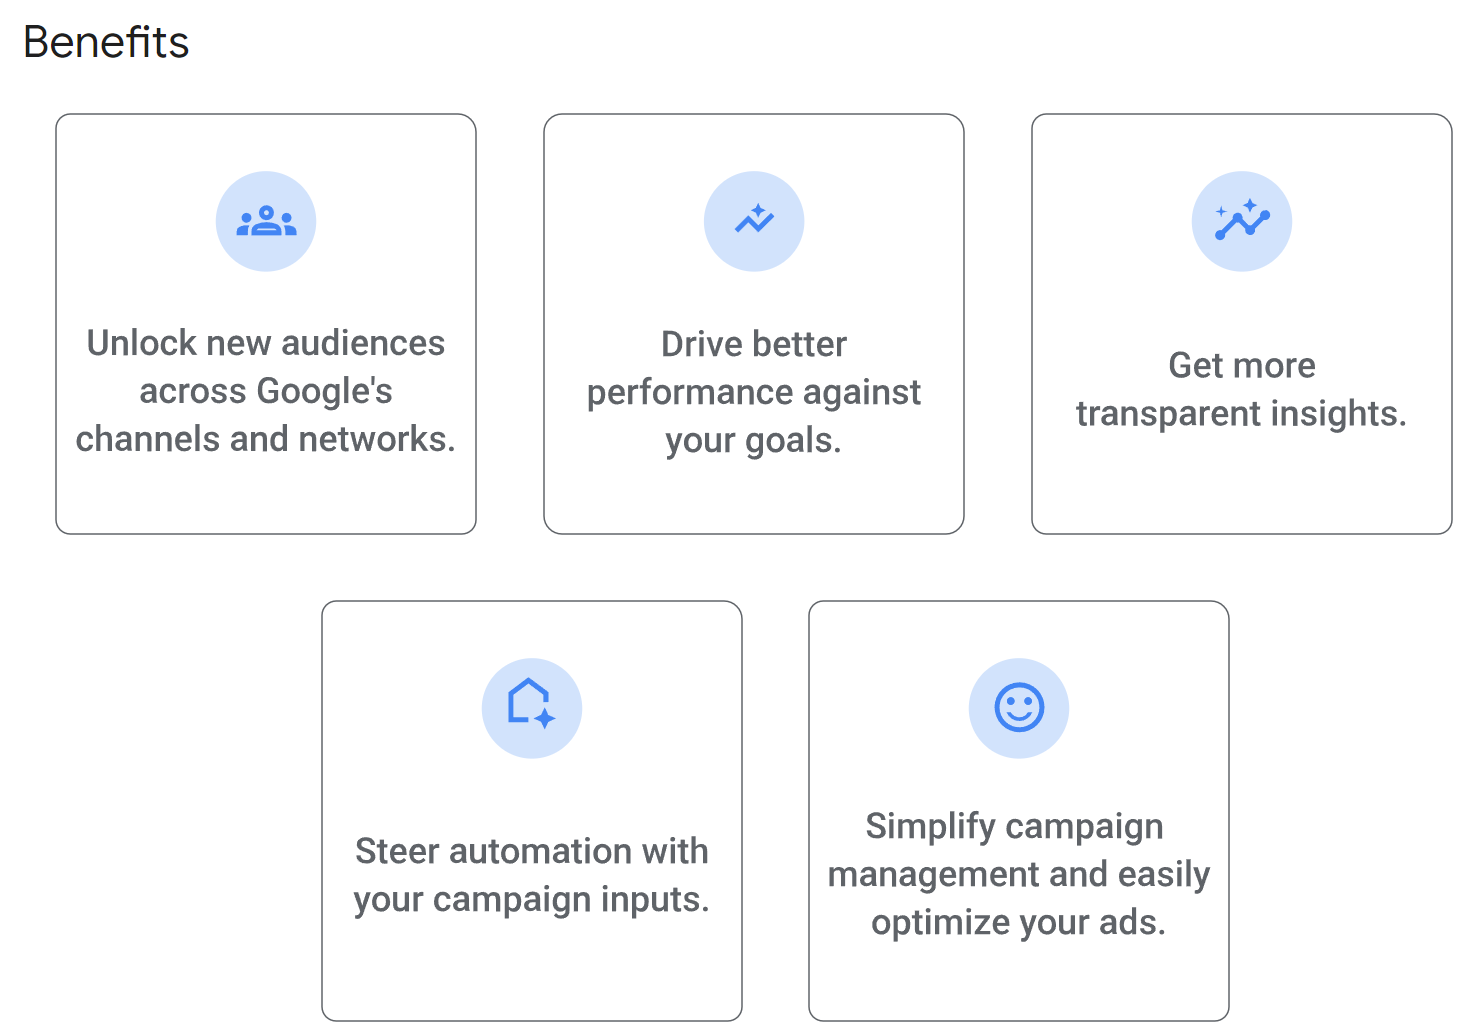 Benefits
Unlock new audiences
across Google's
channels and networks.
Drive better
performance against
your goals.
Get more
transparent insights.
Steer automation with
your campaign inputs.
Simplify campaign
management and easily
optimize your ads.